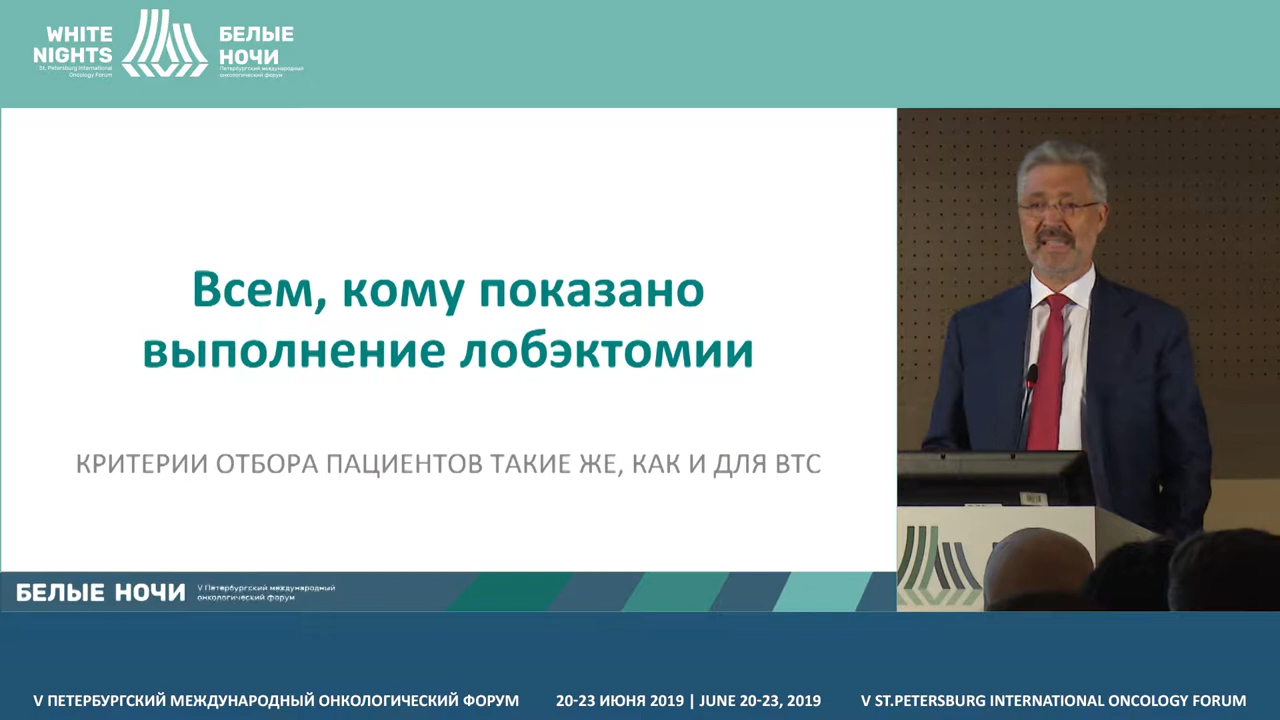 WHITE
NIGHTS
St. Petersburg International
Oncology Forum
БЕЛЫЕ
НОЧИ
Петербургский международный
онкологический форум
Всем, кому показано
выполнение лобэктомии
КРИТЕРИИ ОТБОРА ПАЦИЕНТОВ ТАКИЕ ЖЕ, КАК И ДЛЯ ВТС
БЕЛЫЕ НОЧИ
V Петербургский международный
онкологический форум
V ПЕТЕРБУРГСКИЙ МЕЖДУНАРОДНЫЙ ОНКОЛОГИЧЕСКИЙ ФОРУМ
20-23 ИЮНЯ 2019 | JUNE 20-23, 2019
V ST.PETERSBURG INTERNATIONAL ONCOLOGY FORUM